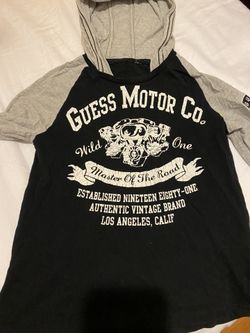 GUESS MOTOR CO.
Wild One
Master Of The Road
ESTABLISHED NINETEEN EIGHTY-ONE
AUTHENTIC VINTAGE BRAND
LOS ANGELES, CALIF